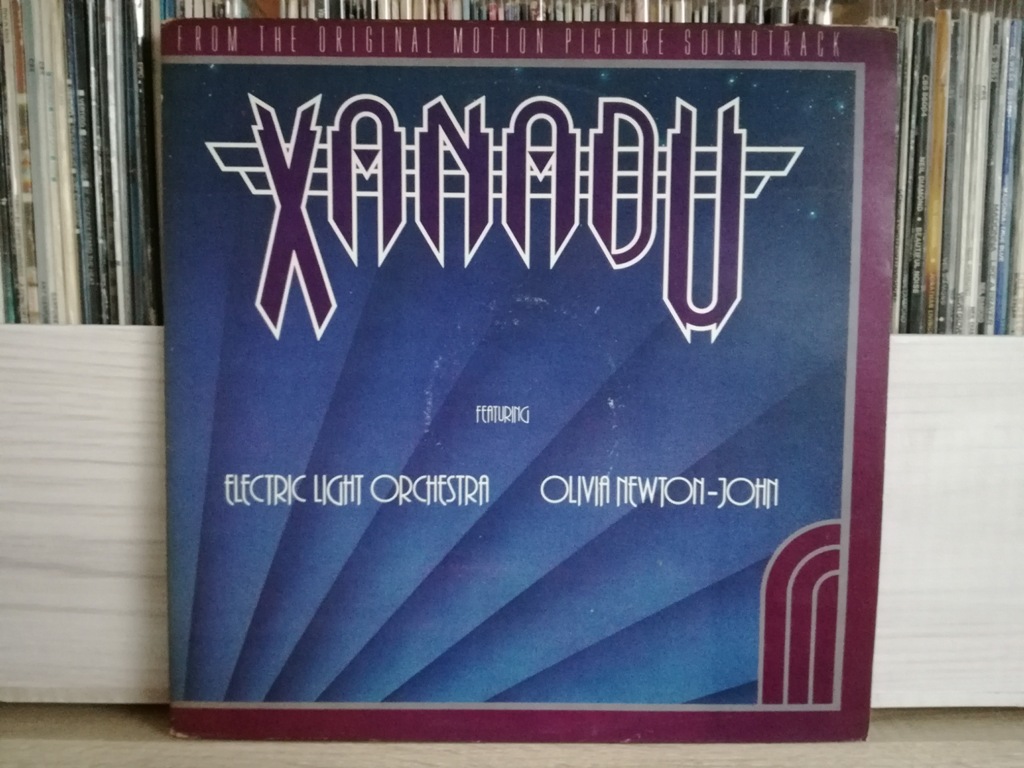 FROM THE ORIGINAL MOTION PICTURE SOUNDTRACK
XANADU
FEATURING
ELECTRIC LIGHT ORCHESTRA
OLIVIA NEWTON-JOHN